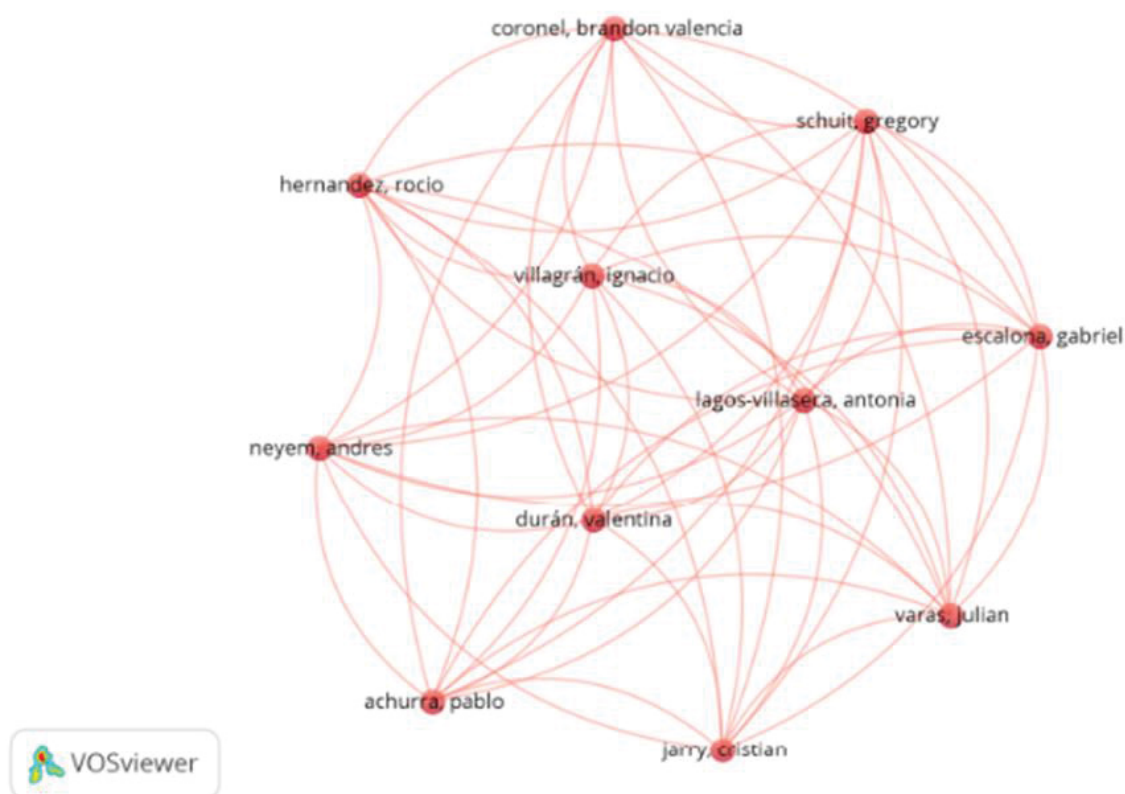 coronel, brandon valencia
schuit, gregory
hernandez, rocio
villagrán, ignacio
escalona, gabriel
lagos-villaseca, antonia
neyem, andres
durán, valentina
varas, julian
achurra, pablo
jarry, cristian
VOSviewer